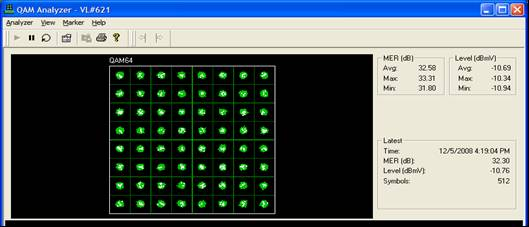 QAM Analyzer - VL#621
Analyzer View Marker Help
QAM64
MER (dB)
Avg: 32.58
Max: 33.31
Min: 31.80
Level (dBmV)
Avg: -10.69
Max: -10.34
Min: -10.94
Latest
Time: 12/5/2008 4:19:04 PM
MER (dB): 32.30
Level (dBmV): -10.76
Symbols: 512